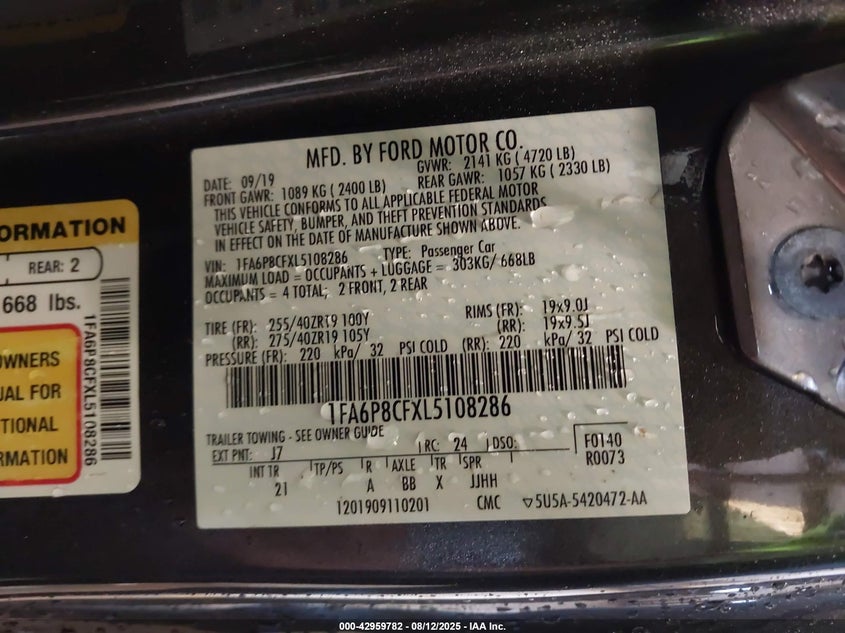 MFD. BY FORD MOTOR CO.
DATE: 09/19
GVWR: 2141 KG ( 4720 LB)
FRONT GAWR: 1089 KG ( 2400 LB)
REAR GAWR: 1057 KG ( 2330 LB)
THIS VEHICLE CONFORMS TO ALL APPLICABLE FEDERAL MOTOR
VEHICLE SAFETY, BUMPER, AND THEFT PREVENTION STANDARDS
IN EFFECT ON THE DATE OF MANUFACTURE SHOWN ABOVE.
VIN: 1FA6P8CFXL5108286 TYPE: Passenger Car
MAXIMUM LOAD = OCCUPANTS + LUGGAGE = 303KG/ 668LB
OCCUPANTS = 4 TOTAL; 2 FRONT, 2 REAR
TIRE (FR): 255/40ZR19 100Y RIMS (FR): 19x9.0J
(RR): 275/40ZR19 105Y (RR): 19x9.5J
PRESSURE (FR): 220 kPa/ 32 PSI COLD (RR): 220 kPa/ 32 PSI COLD
1FA6P8CFXL5108286
TRAILER TOWING - SEE OWNER GUIDE
EXT PNT: J7 RC: 24 DSO: F0140
R0073
INT TR TP/PS R AXLE TR SPR
21 A BB X JJHH
1201909110201 CMC ▽5U5A-5420472-AA
ORMATION
REAR: 2
668 lbs.
OWNERS
UAL FOR
TIONAL
RMATION
1FA6P8CFXL5108286
000-42959782 - 08/12/2025 - IAA Inc.